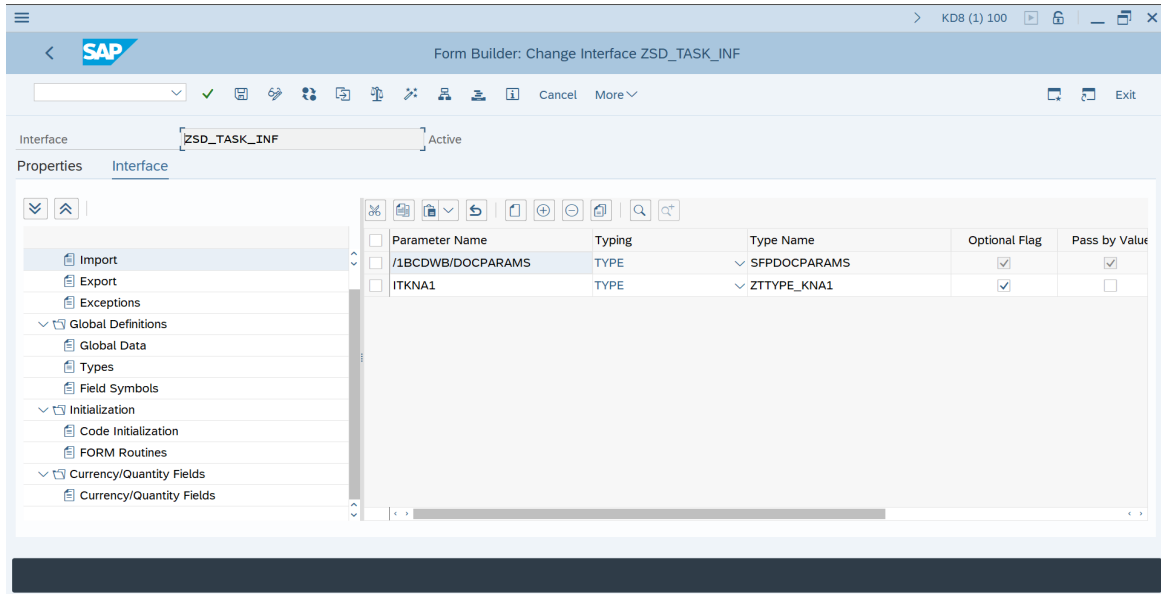 KD8 (1) 100
SAP Form Builder: Change Interface ZSD_TASK_INF
Cancel More Exit
Interface ZSD_TASK_INF Active
Properties Interface
Parameter Name Typing Type Name Optional Flag Pass by Value
Import /1BCDWB/DOCPARAMS TYPE SFPDOCPARAMS
Export ITKNA1 TYPE ZTTYPE_KNA1
Exceptions
Global Definitions
Global Data
Types
Field Symbols
Initialization
Code Initialization
FORM Routines
Currency/Quantity Fields
Currency/Quantity Fields